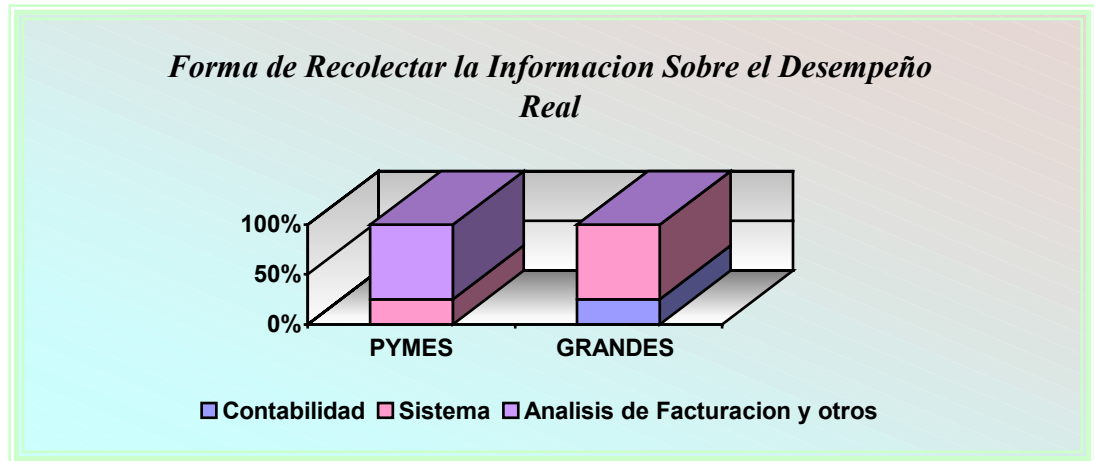 Forma de Recolectar la Informacion Sobre el Desempeño
Real
100%
50%
0%
PYMES GRANDES
Contabilidad Sistema Analisis de Facturacion y otros